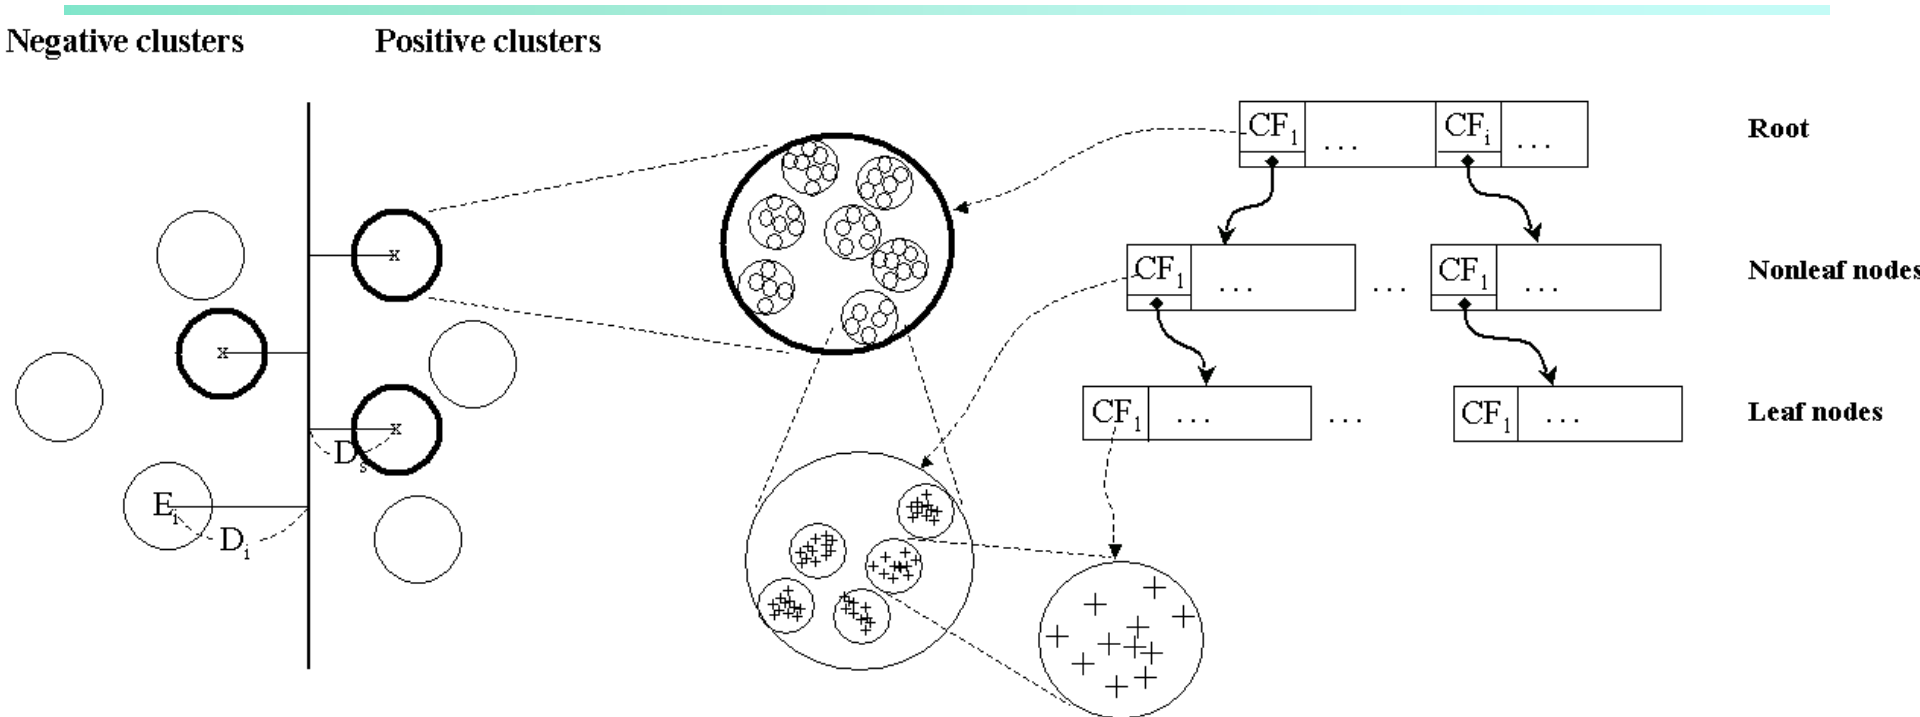 Negative clusters Positive clusters
CF1 ... CFi ... Root
x
CF1 ... ... CF1 ... Nonleaf nodes
x
CF1 ... ... CF1 ... Leaf nodes
x
Ds
Ei
Di